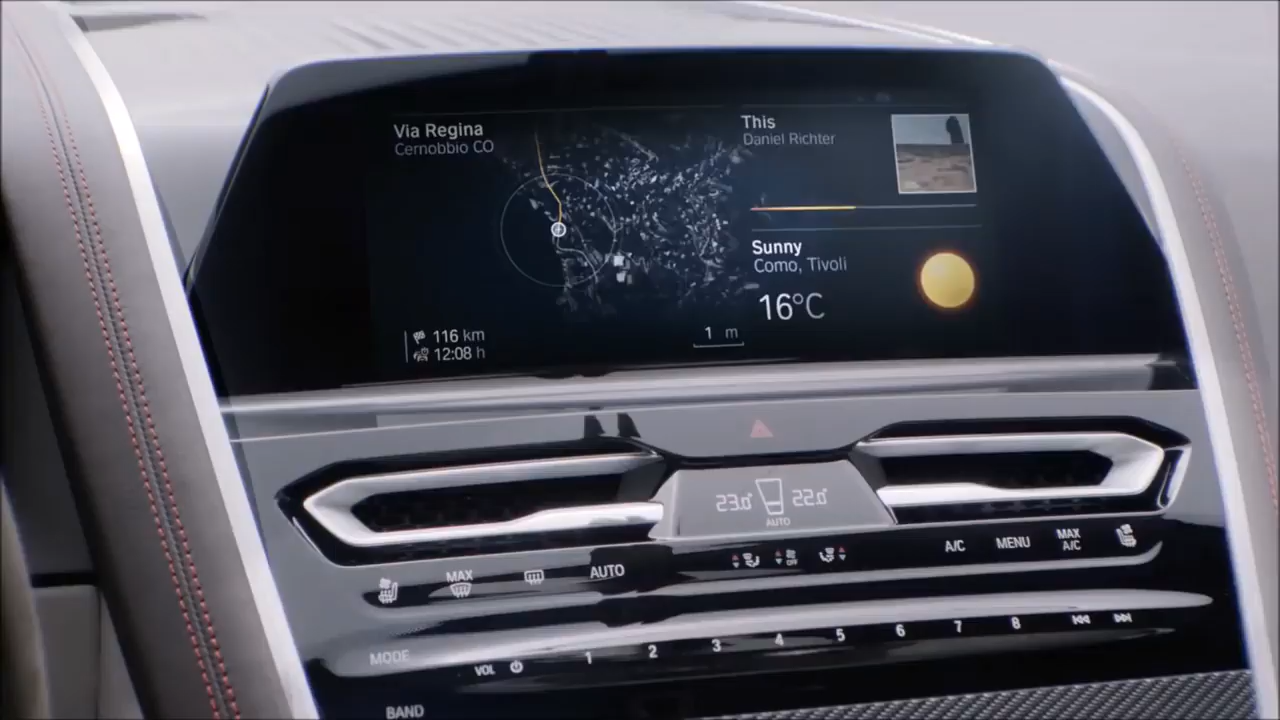 Via Regina
Cernobbio CO
116 km
12:08 h
1 m
This
Daniel Richter
Sunny
Como, Tivoli
16°C
23.0° 22.0°
AUTO
MAX
AUTO
OFF
A/C
MENU
MAX
A/C
MODE
VOL
1 2 3 4 5 6 7 8
BAND